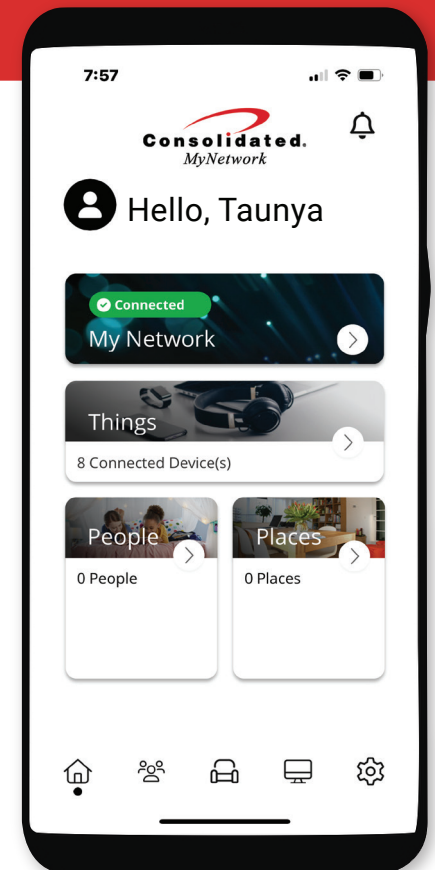 7:57
Consolidated.
MyNetwork
Hello, Taunya
Connected
My Network
Things
8 Connected Device(s)
People
Places
0 People
0 Places